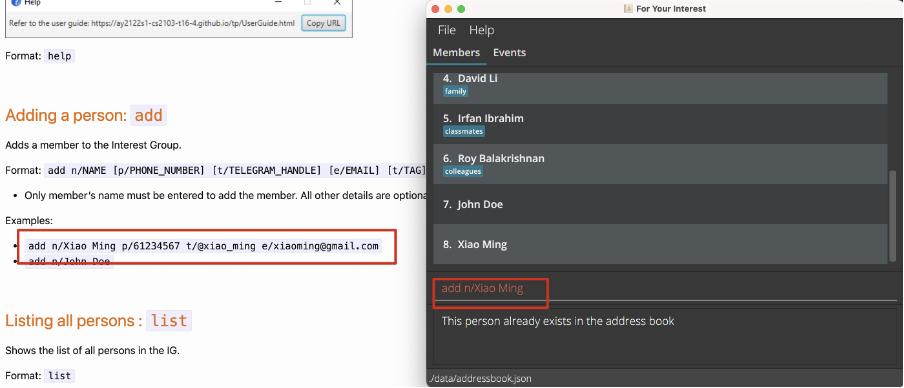 Help
Refer to the user guide: https://ay2122s1-cs2103-t16-4.github.io/tp/UserGuide.html
Copy URL
Format: help
Adding a person: add
Adds a member to the Interest Group.
Format: add n/NAME [p/PHONE_NUMBER] [t/TELEGRAM_HANDLE] [e/EMAIL] [t/TAG]
• Only member's name must be entered to add the member. All other details are optiona
Examples:
• add n/Xiao Ming p/61234567 t/@xiao_ming e/xiaoming@gmail.com
• add n/John Doe
Listing all persons : list
Shows the list of all persons in the IG.
Format: list
For Your Interest
File Help
Members Events
4. David Li
family
5. Irfan Ibrahim
classmates
6. Roy Balakrishnan
colleagues
7. John Doe
8. Xiao Ming
add n/Xiao Ming
This person already exists in the address book
./data/addressbook.json